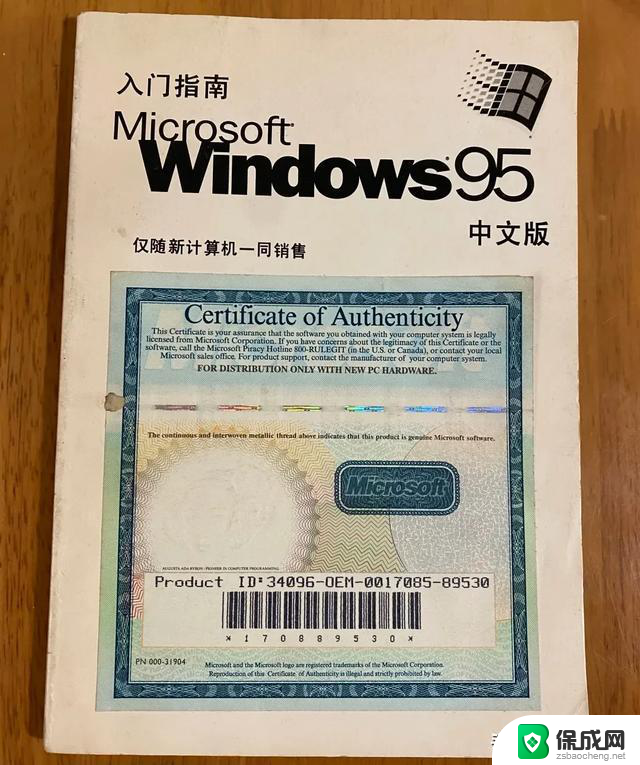 入门指南
Microsoft
Windows 95
中文版
仅随新计算机一同销售
Certificate of Authenticity
This Certificate is your assurance that the software you obtained with your computer system is legally
licensed from Microsoft Corporation. If you have concerns about the legitimacy of this Certificate or the
software, call the Microsoft Piracy Hotline 800-RULEGIT (in the U.S. or Canada), or contact your local
Microsoft sales office. For product support, contact the manufacturer of your computer system.
FOR DISTRIBUTION ONLY WITH NEW PC HARDWARE.
The continuous and interwoven metallic thread above indicates that this product is genuine Microsoft software.
Microsoft
AUGUSTA ADA BYRON / PIONEER IN COMPUTER PROGRAMMING
Product ID:34096-OEM-0017085-89530
*170889530*
PN 000-31904
Microsoft and the Microsoft logo are registered trademarks of the Microsoft Corporation.
Reproduction of this Certificate of Authenticity is illegal and strictly prohibited by law.
保成网
zsbaocheng.net